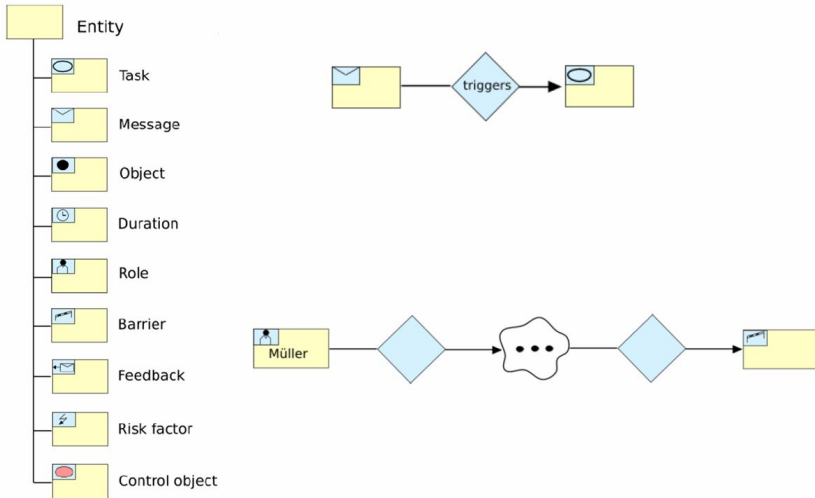 Entity
Task
Message
Object
Duration
Role
Barrier
Feedback
Risk factor
Control object
triggers
Müller